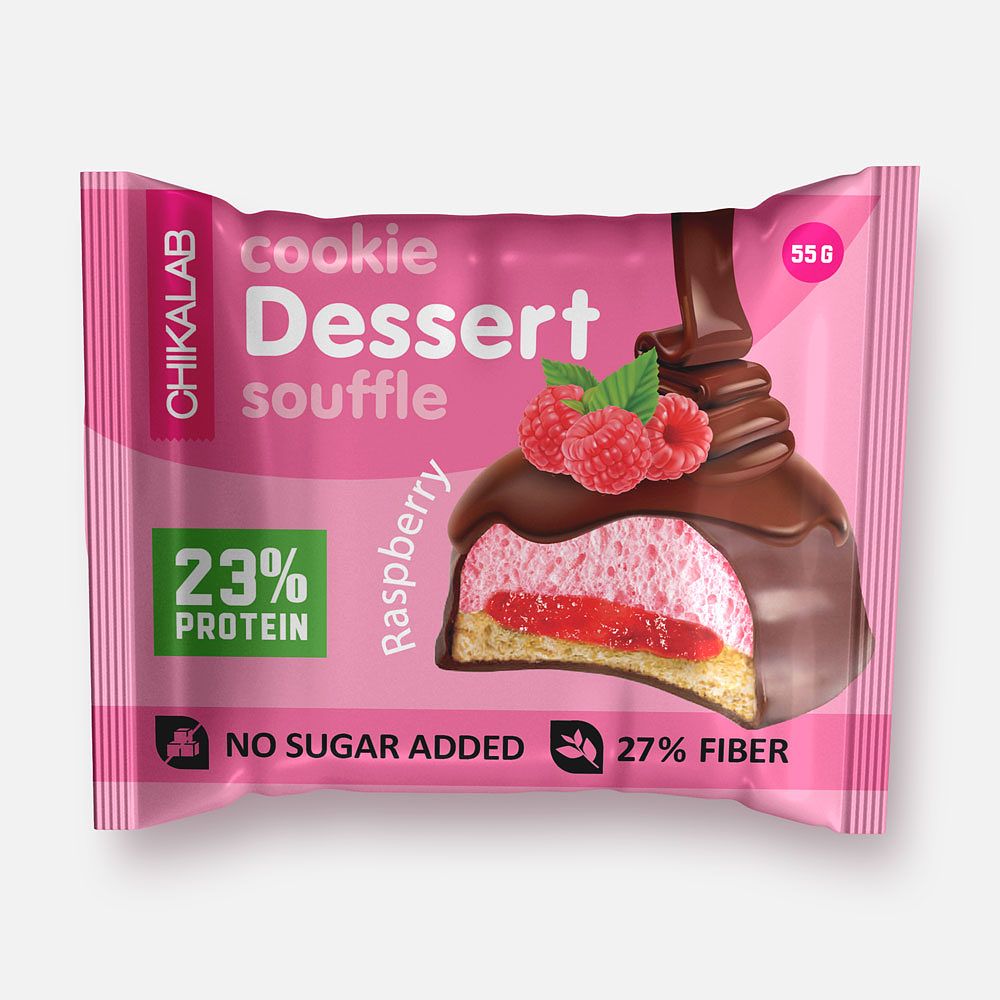 CHIKALAB
cookie
Dessert
souffle
55 G
Raspberry
23%
PROTEIN
NO SUGAR ADDED
27% FIBER